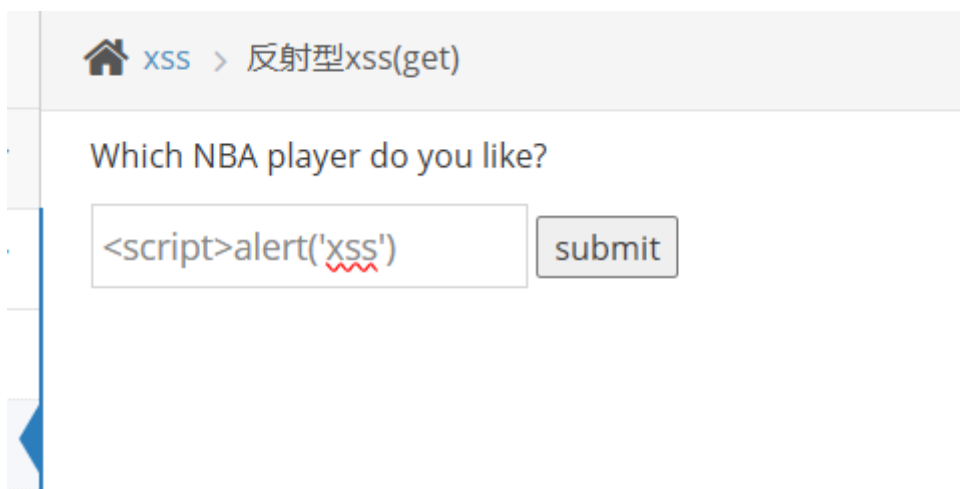 xss > 反射型xss(get)
Which NBA player do you like?
<script>alert('xss')
submit